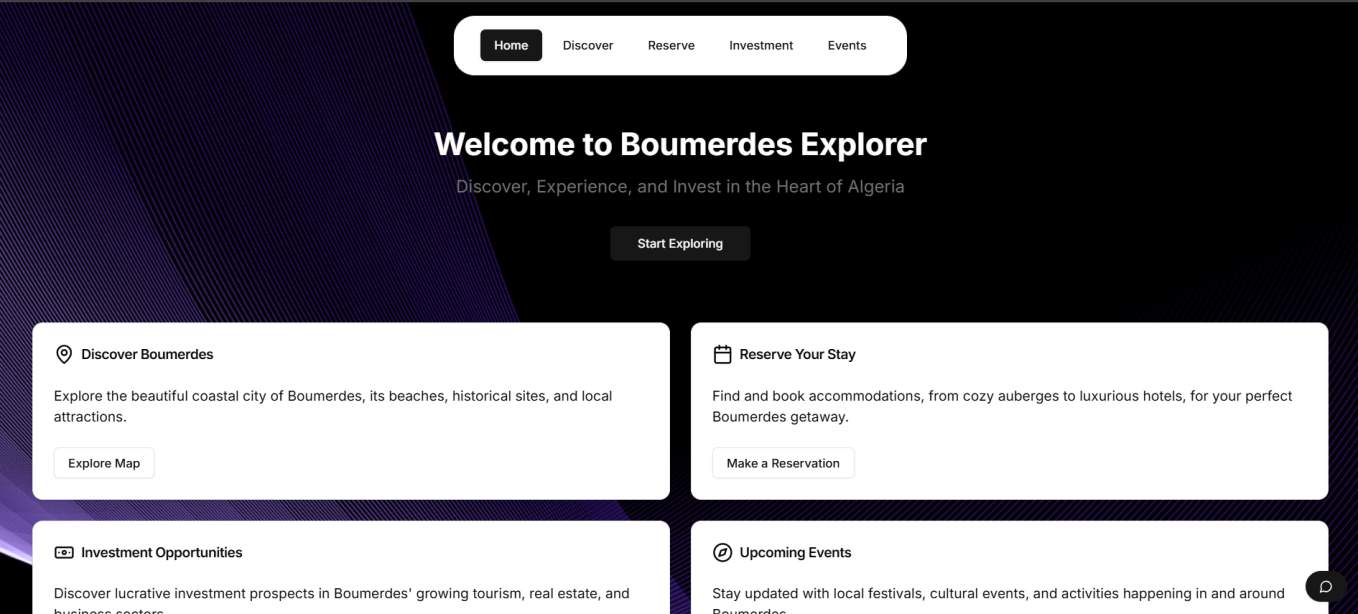 Home Discover Reserve Investment Events
Welcome to Boumerdes Explorer
Discover, Experience, and Invest in the Heart of Algeria
Start Exploring
Discover Boumerdes
Explore the beautiful coastal city of Boumerdes, its beaches, historical sites, and local
attractions.
Explore Map
Reserve Your Stay
Find and book accommodations, from cozy auberges to luxurious hotels, for your perfect
Boumerdes getaway.
Make a Reservation
Investment Opportunities
Discover lucrative investment prospects in Boumerdes' growing tourism, real estate, and
business sectors.
Upcoming Events
Stay updated with local festivals, cultural events, and activities happening in and around
Boumerdes.